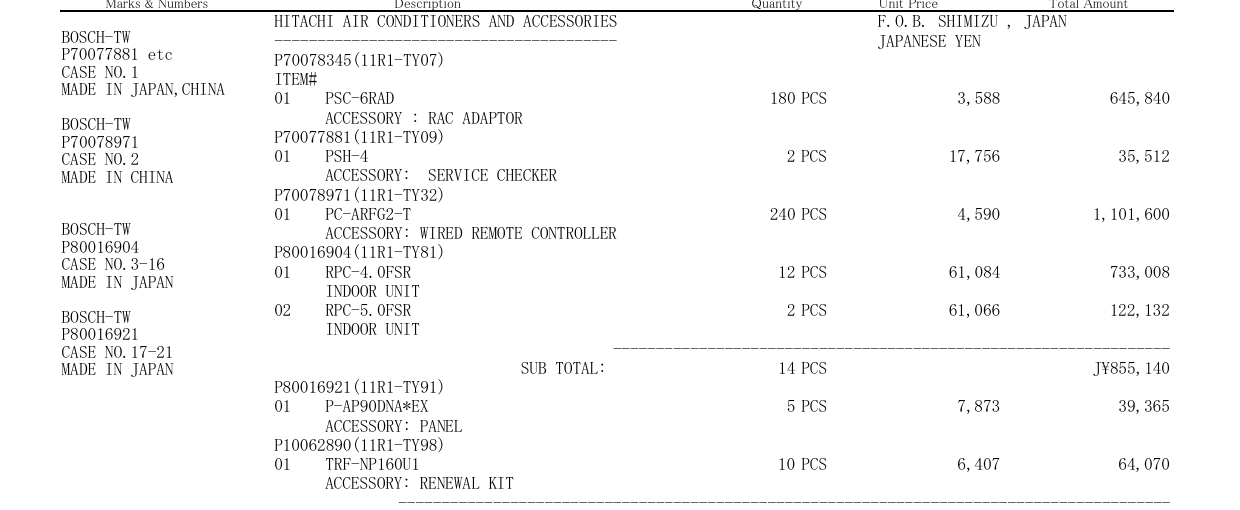 Marks & Numbers Description Quantity Unit Price Total Amount
HITACHI AIR CONDITIONERS AND ACCESSORIES F.O.B. SHIMIZU , JAPAN
JAPANESE YEN
BOSCH-TW
P70077881 etc
CASE NO.1
MADE IN JAPAN,CHINA
BOSCH-TW
P70078971
CASE NO.2
MADE IN CHINA
BOSCH-TW
P80016904
CASE NO.3-16
MADE IN JAPAN
BOSCH-TW
P80016921
CASE NO.17-21
MADE IN JAPAN
P70078345(11R1-TY07)
ITEM#
01 PSC-6RAD 180 PCS 3,588 645,840
ACCESSORY : RAC ADAPTOR
P70077881(11R1-TY09)
01 PSH-4 2 PCS 17,756 35,512
ACCESSORY: SERVICE CHECKER
P70078971(11R1-TY32)
01 PC-ARFG2-T 240 PCS 4,590 1,101,600
ACCESSORY: WIRED REMOTE CONTROLLER
P80016904(11R1-TY81)
01 RPC-4.0FSR 12 PCS 61,084 733,008
INDOOR UNIT
02 RPC-5.0FSR 2 PCS 61,066 122,132
INDOOR UNIT
SUB TOTAL: 14 PCS J¥855,140
P80016921(11R1-TY91)
01 P-AP90DNA*EX 5 PCS 7,873 39,365
ACCESSORY: PANEL
P10062890(11R1-TY98)
01 TRF-NP160U1 10 PCS 6,407 64,070
ACCESSORY: RENEWAL KIT